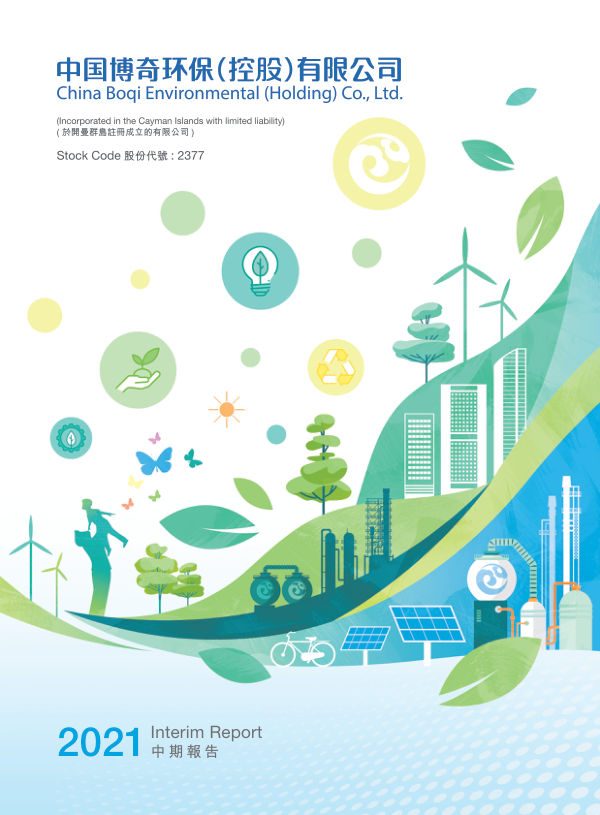 中国博奇环保(控股)有限公司
China Boqi Environmental (Holding) Co., Ltd.
(Incorporated in the Cayman Islands with limited liability)
( 於開曼群島註冊成立的有限公司 )
Stock Code 股份代號 : 2377
2021 Interim Report
中期報告